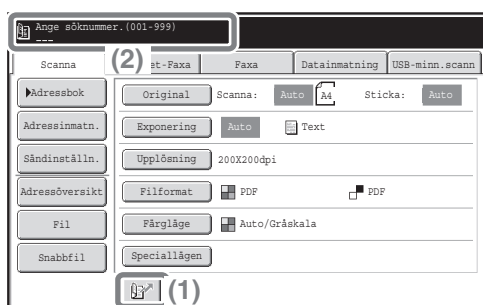 Ange söknummer.(001-999)
---
(2)
Scanna et-Faxa Faxa Datainmatning USB-minn.scann
Adressbok Original Scanna: Auto A4 Sticka: Auto
Adressinmatn. Exponering Auto Text
Såndinställn. Upplösning 200X200dpi
Adressöversikt Filformat PDF PDF
Fil Färgläge Auto/Gråskala
Snabbfil Speciallägen
(1)